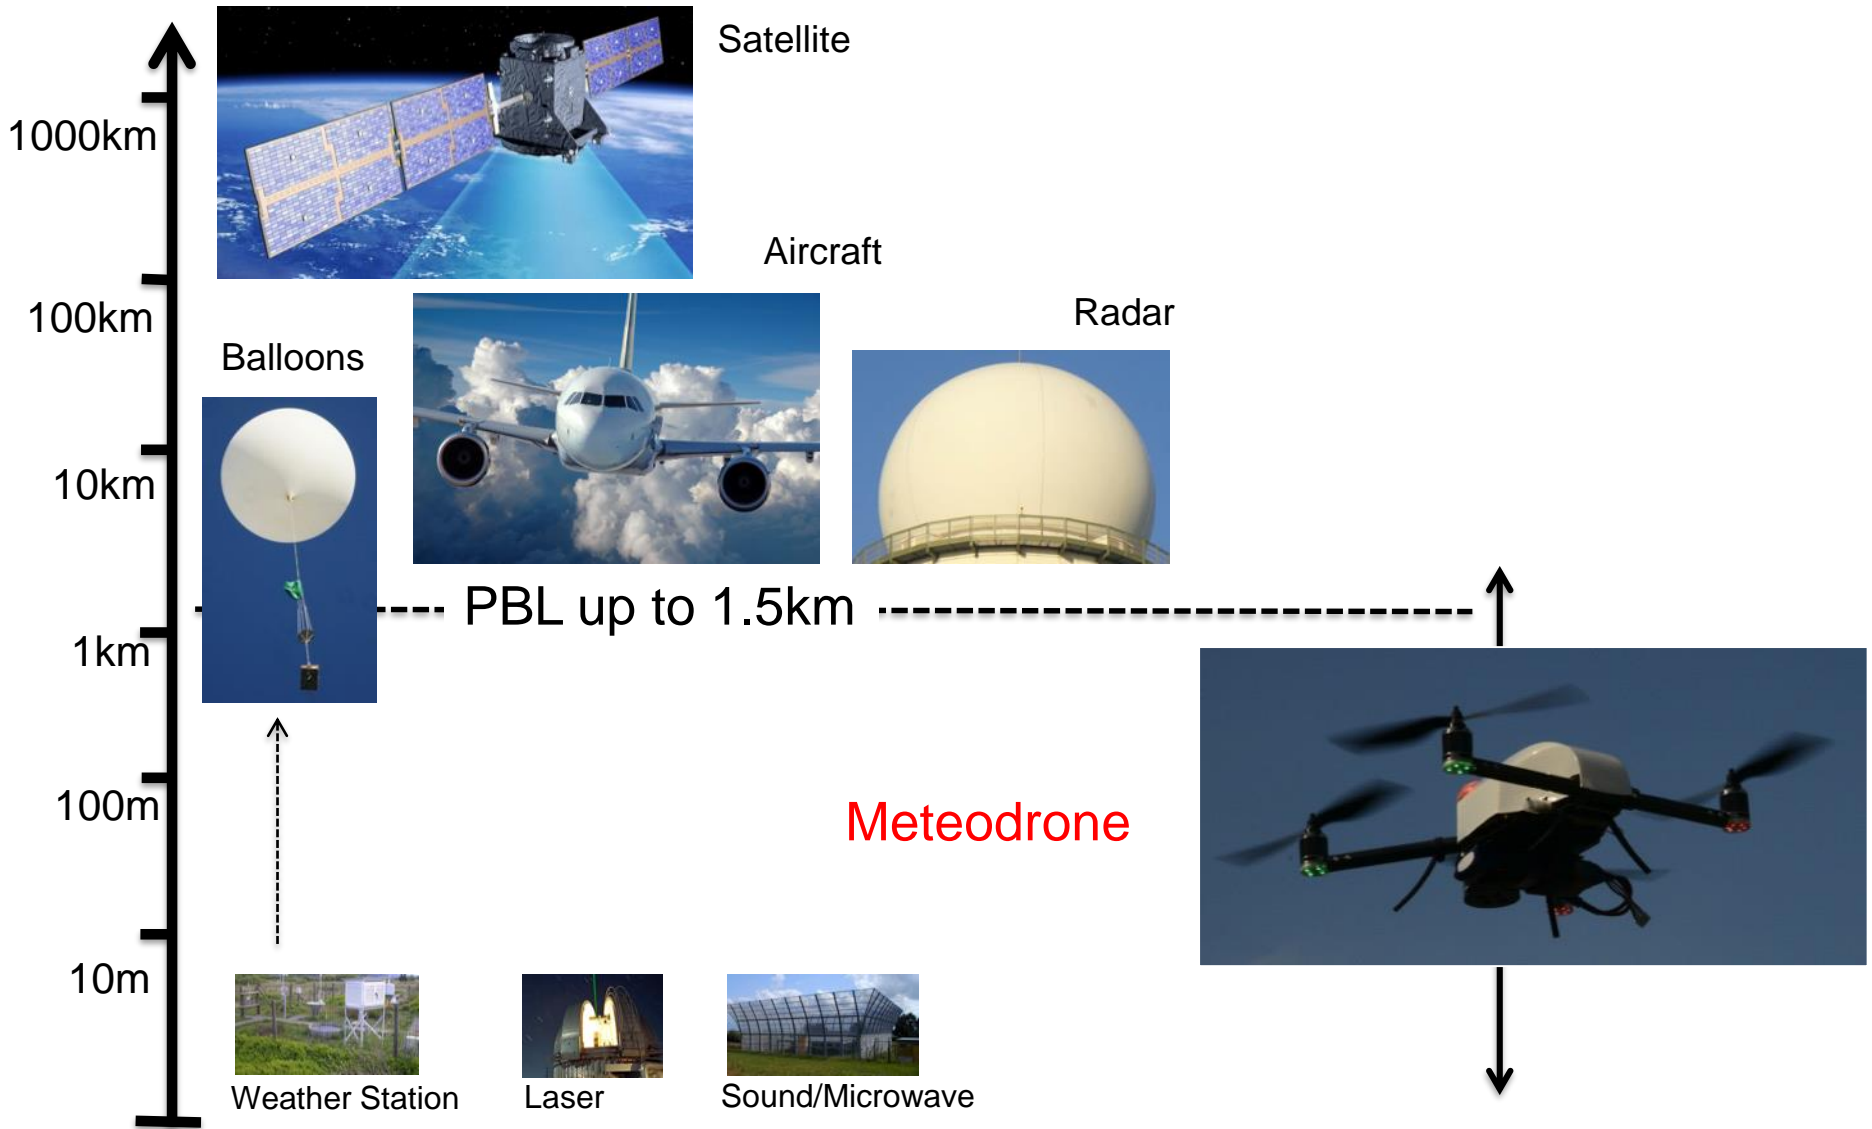 Satellite
1000km
Aircraft
100km
Radar
Balloons
10km
PBL up to 1.5km
1km
100m
Meteodrone
10m
Weather Station
Laser
Sound/Microwave